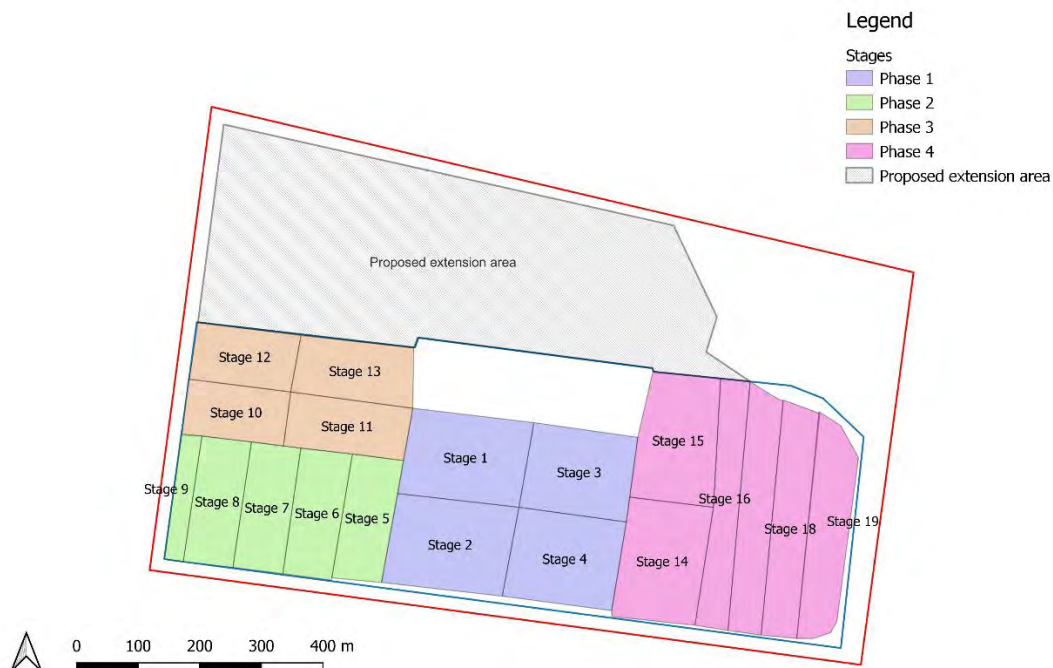 Legend
Stages
Phase 1
Phase 2
Phase 3
Phase 4
Proposed extension area
Proposed extension area
Stage 12
Stage 13
Stage 10
Stage 11
Stage 15
Stage 1
Stage 3
Stage 9
Stage 8
Stage 7
Stage 6
Stage 5
Stage 16
Stage 18
Stage 19
Stage 2
Stage 4
Stage 14
0 100 200 300 400 m